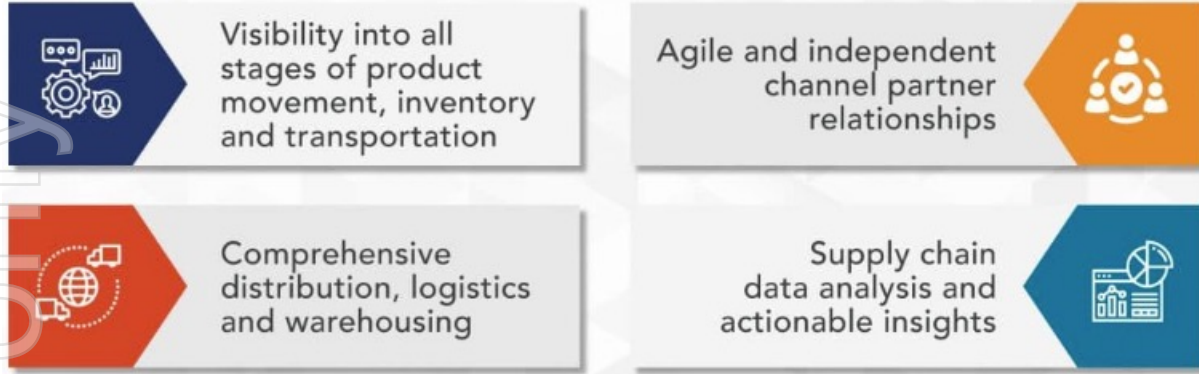 Visibility into all
stages of product
movement, inventory
and transportation
Agile and independent
channel partner
relationships
Comprehensive
distribution, logistics
and warehousing
Supply chain
data analysis and
actionable insights